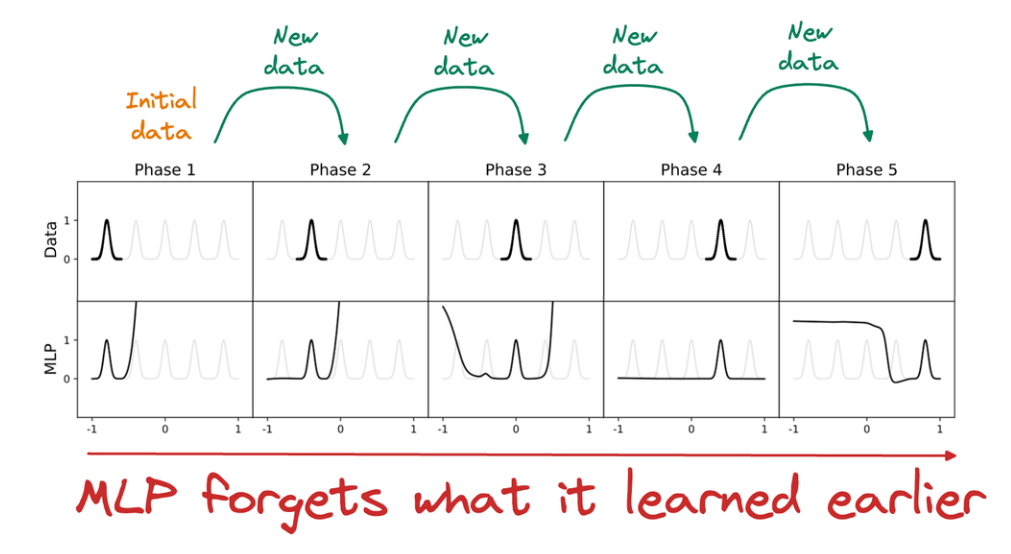 New
data
New
data
New
data
New
data
Initial
data
Phase 1
Phase 2
Phase 3
Phase 4
Phase 5
Data
1
0
MLP
1
0
-1 0 1 -1 0 1 -1 0 1 -1 0 1 -1 0 1
MLP forgets what it learned earlier